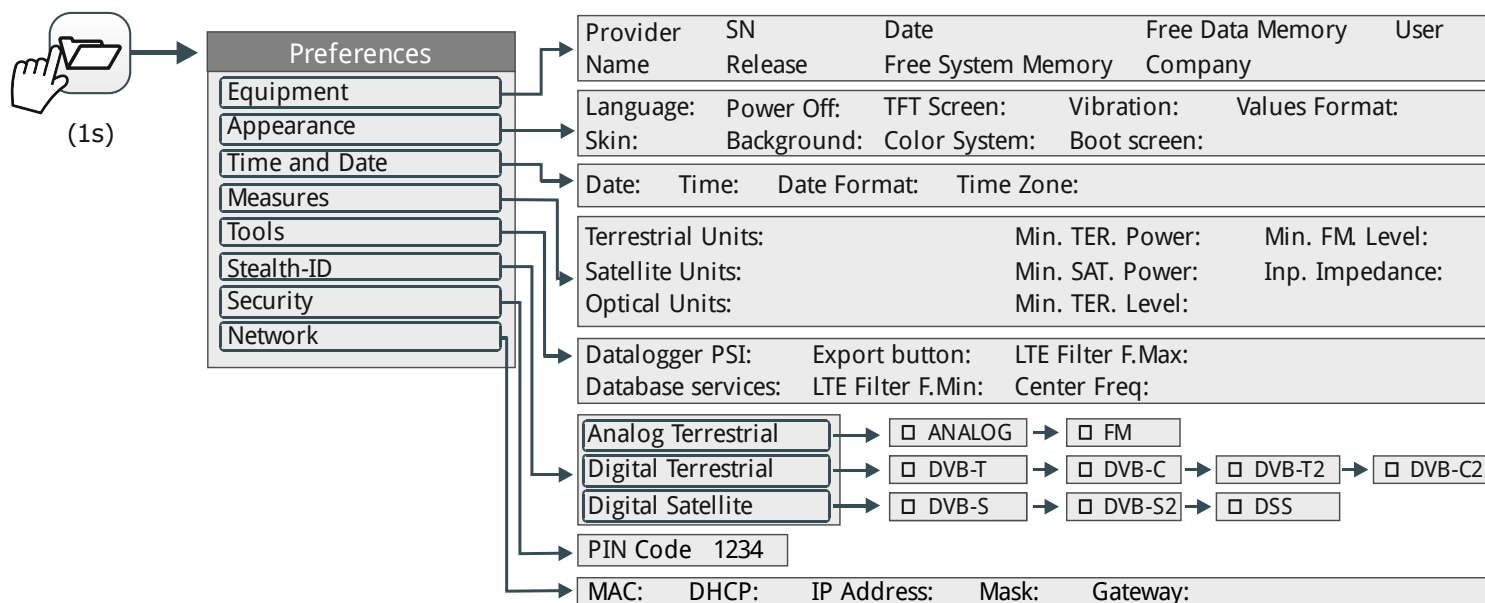 (1s)
Preferences
Equipment
Appearance
Time and Date
Measures
Tools
Stealth-ID
Security
Network
Provider SN Date Free Data Memory User
Name Release Free System Memory Company
Language: Power Off: TFT Screen: Vibration: Values Format:
Skin: Background: Color System: Boot screen:
Date: Time: Date Format: Time Zone:
Terrestrial Units: Min. TER. Power: Min. FM. Level:
Satellite Units: Min. SAT. Power: Inp. Impedance:
Optical Units: Min. TER. Level:
Datalogger PSI: Export button: LTE Filter F.Max:
Database services: LTE Filter F.Min: Center Freq:
Analog Terrestrial ANALOG FM
Digital Terrestrial DVB-T DVB-C DVB-T2 DVB-C2
Digital Satellite DVB-S DVB-S2 DSS
PIN Code 1234
MAC: DHCP: IP Address: Mask: Gateway: